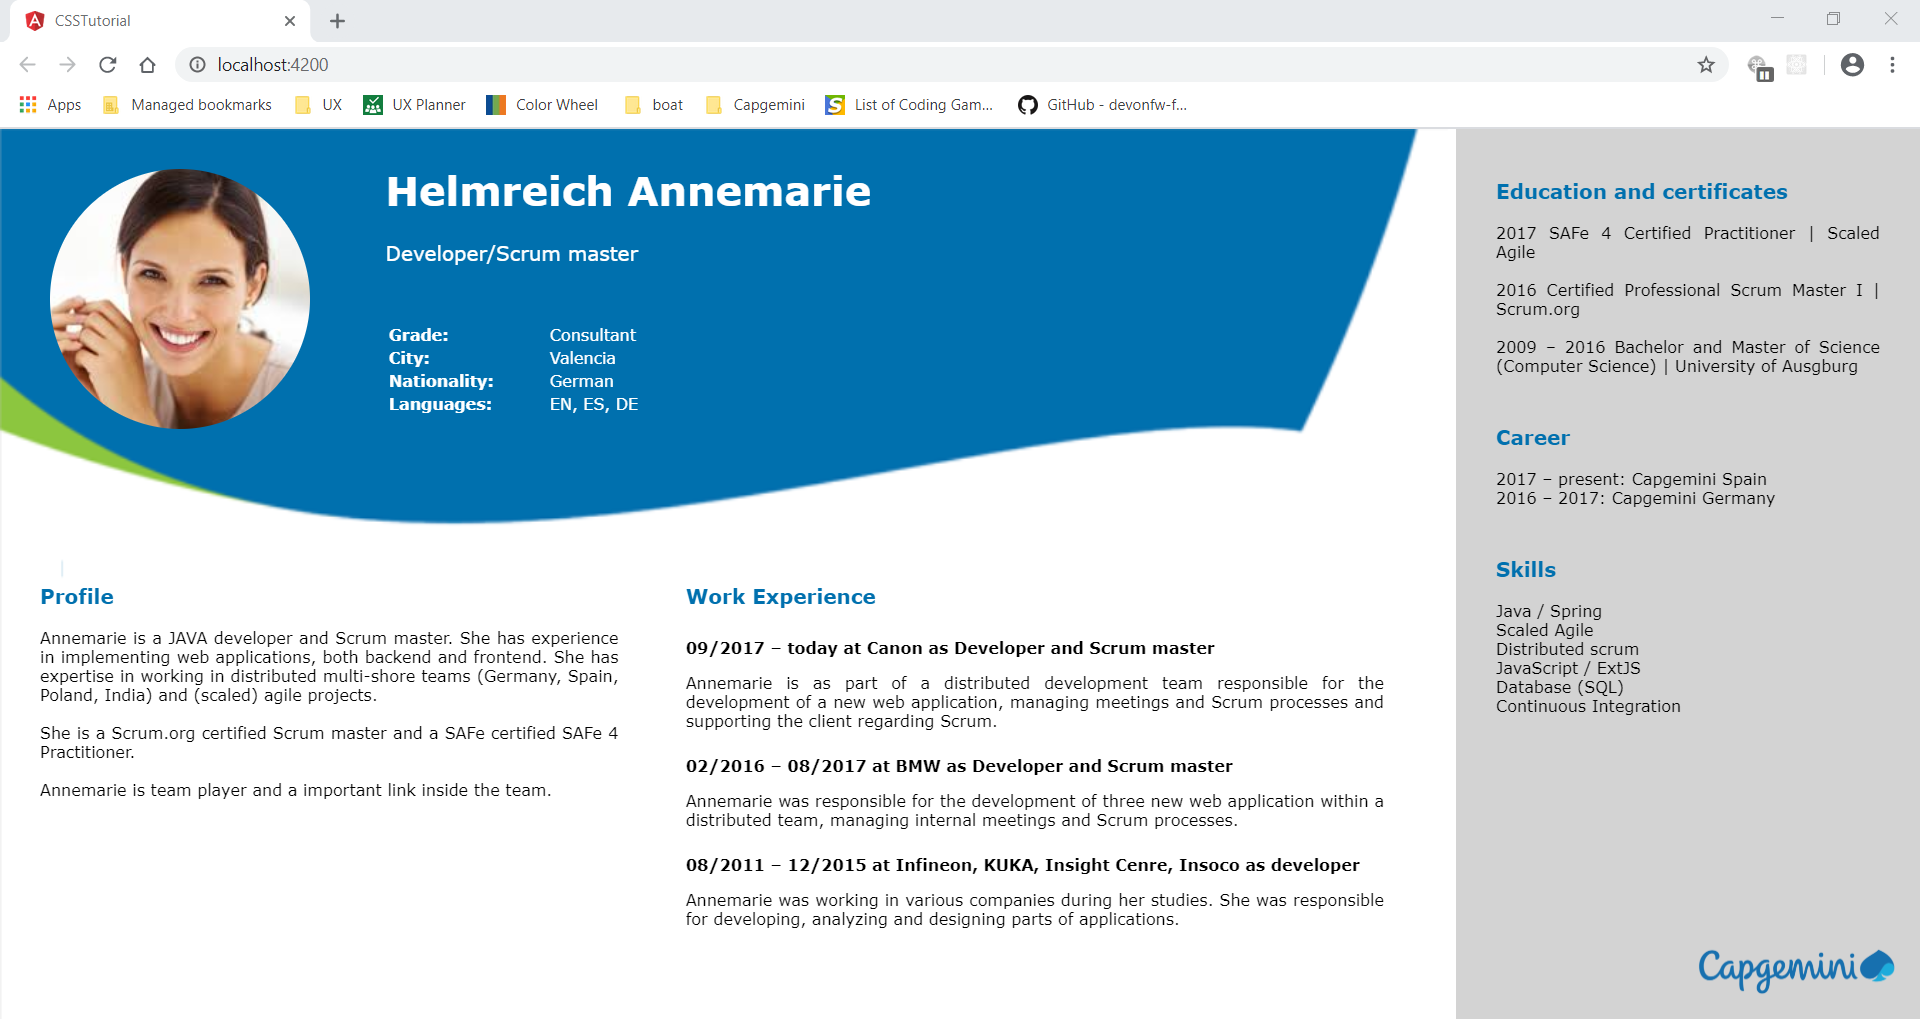 CSSTutorial
localhost:4200
Apps
Managed bookmarks
UX
UX Planner
Color Wheel
boat
Capgemini
List of Coding Gam...
GitHub - devonfw-f...
Helmreich Annemarie
Developer/Scrum master
Grade: Consultant
City: Valencia
Nationality: German
Languages: EN, ES, DE
Profile
Annemarie is a JAVA developer and Scrum master. She has experience
in implementing web applications, both backend and frontend. She has
expertise in working in distributed multi-shore teams (Germany, Spain,
Poland, India) and (scaled) agile projects.
She is a Scrum.org certified Scrum master and a SAFe certified SAFe 4
Practitioner.
Annemarie is team player and a important link inside the team.
Work Experience
09/2017 – today at Canon as Developer and Scrum master
Annemarie is as part of a distributed development team responsible for the
development of a new web application, managing meetings and Scrum processes and
supporting the client regarding Scrum.
02/2016 – 08/2017 at BMW as Developer and Scrum master
Annemarie was responsible for the development of three new web application within a
distributed team, managing internal meetings and Scrum processes.
08/2011 – 12/2015 at Infineon, KUKA, Insight Cenre, Insoco as developer
Annemarie was working in various companies during her studies. She was responsible
for developing, analyzing and designing parts of applications.
Education and certificates
2017 SAFe 4 Certified Practitioner | Scaled
Agile
2016 Certified Professional Scrum Master I |
Scrum.org
2009 – 2016 Bachelor and Master of Science
(Computer Science) | University of Ausgburg
Career
2017 – present: Capgemini Spain
2016 – 2017: Capgemini Germany
Skills
Java / Spring
Scaled Agile
Distributed scrum
JavaScript / ExtJS
Database (SQL)
Continuous Integration
Capgemini